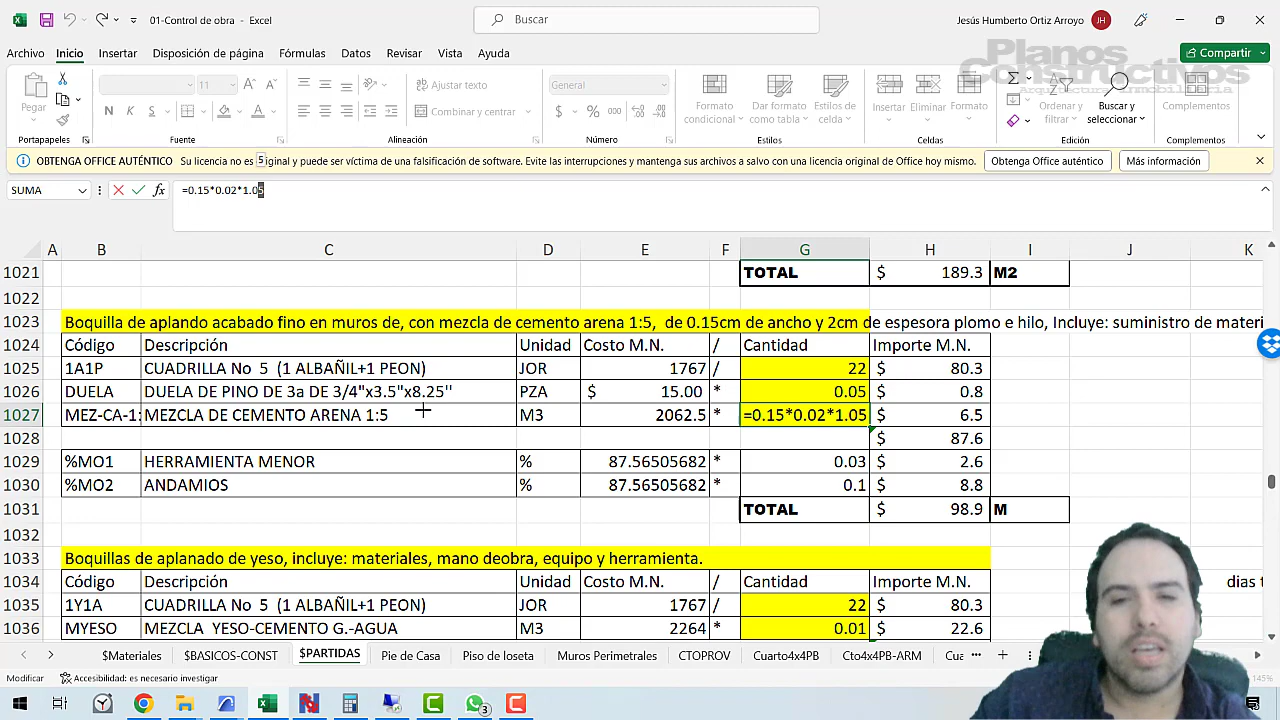 01-Control de obra - Excel
Buscar
Jesús Humberto Ortiz Arroyo
JH
Archivo Inicio Insertar Disposición de página Fórmulas Datos Revisar Vista Ayuda
Compartir
Planos
Constructivos
Pegar
11
N K S
Ajustar texto
Combinar y centrar
General
$ % 000
Formato condicional
Dar formato como tabla
Estilos de celda
Insertar
Eliminar
Formato
Ordenar y filtrar
Buscar y seleccionar
Complementos
Portapapeles Fuente Alineación Número Estilos Celdas Edición Complementos
OBTENGA OFFICE AUTÉNTICO Su licencia no es original y puede ser víctima de una falsificación de software. Evite las interrupciones y mantenga sus archivos a salvo con una licencia original de Office hoy mismo. Obtenga Office auténtico Más información
5
SUMA =0.15*0.02*1.05
A B C D E F G H I J K
1021 TOTAL $ 189.3 M2
1022
1023 Boquilla de aplando acabado fino en muros de, con mezcla de cemento arena 1:5, de 0.15cm de ancho y 2cm de espesora plomo e hilo, Incluye: suministro de materi
1024 Código Descripción Unidad Costo M.N. / Cantidad Importe M.N.
1025 1A1P CUADRILLA No 5 (1 ALBAÑIL+1 PEON) JOR 1767 / 22 $ 80.3
1026 DUELA DUELA DE PINO DE 3a DE 3/4"x3.5"x8.25'' PZA $ 15.00 * 0.05 $ 0.8
1027 MEZ-CA-1: MEZCLA DE CEMENTO ARENA 1:5 M3 2062.5 * =0.15*0.02*1.05 $ 6.5
1028 $ 87.6
1029 %MO1 HERRAMIENTA MENOR % 87.56505682 * 0.03 $ 2.6
1030 %MO2 ANDAMIOS % 87.56505682 * 0.1 $ 8.8
1031 TOTAL $ 98.9 M
1032
1033 Boquillas de aplanado de yeso, incluye: materiales, mano deobra, equipo y herramienta.
1034 Código Descripción Unidad Costo M.N. / Cantidad Importe M.N. dias t
1035 1Y1A CUADRILLA No 5 (1 ALBAÑIL+1 PEON) JOR 1767 / 22 $ 80.3
1036 MYESO MEZCLA YESO-CEMENTO G.-AGUA M3 2264 * 0.01 $ 22.6
$Materiales $BASICOS-CONST $PARTIDAS Pie de Casa Piso de loseta Muros Perimetrales CTOPROV Cuarto4x4PB Cto4x4PB-ARM Cua ...
Modificar Accesibilidad: es necesario investigar 145%
3